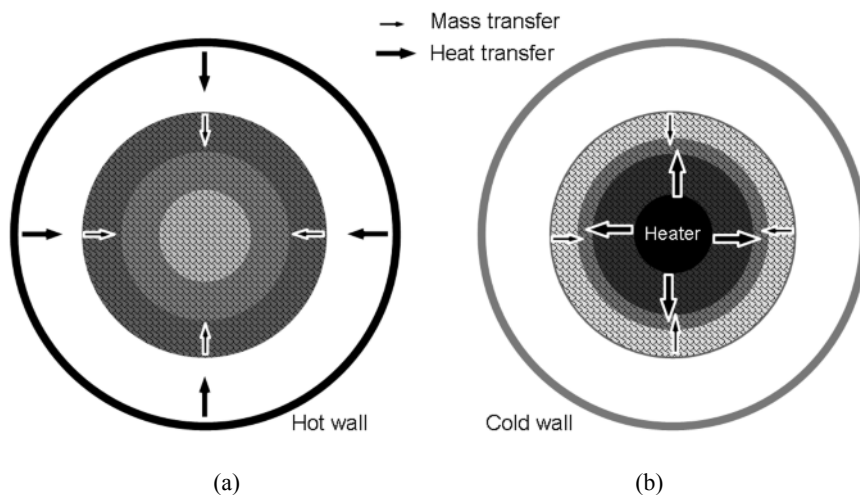 Mass transfer
Heat transfer
Heater
Hot wall
Cold wall
(a)
(b)